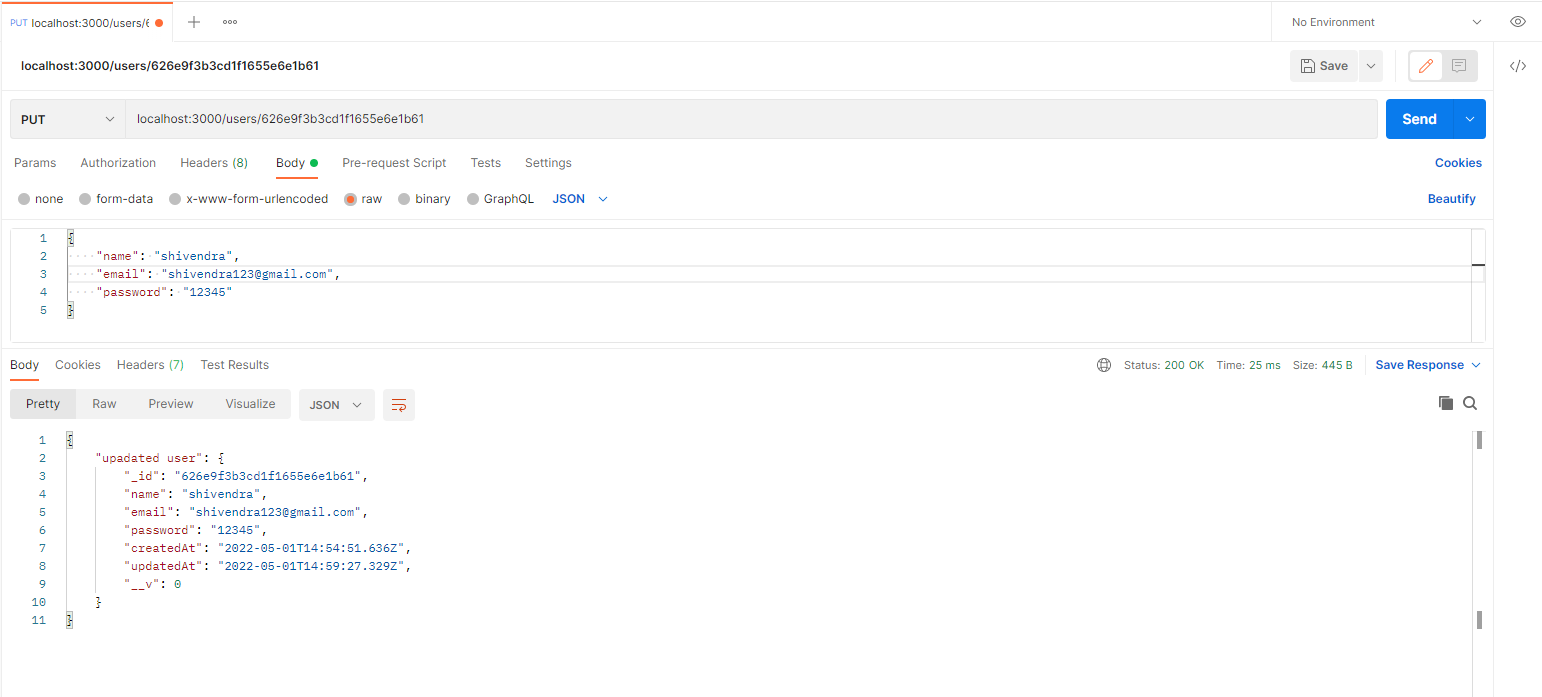 PUT localhost:3000/users/6
No Environment
localhost:3000/users/626e9f3b3cd1f1655e6e1b61
Save
PUT localhost:3000/users/626e9f3b3cd1f1655e6e1b61 Send
Params Authorization Headers (8) Body Pre-request Script Tests Settings Cookies
none form-data x-www-form-urlencoded raw binary GraphQL JSON Beautify
1 {
2 "name": "shivendra",
3 "email": "shivendra123@gmail.com",
4 "password": "12345"
5 }
Body Cookies Headers (7) Test Results Status: 200 OK Time: 25 ms Size: 445 B Save Response
Pretty Raw Preview Visualize JSON
1 {
2 "upadated user": {
3 "_id": "626e9f3b3cd1f1655e6e1b61",
4 "name": "shivendra",
5 "email": "shivendra123@gmail.com",
6 "password": "12345",
7 "createdAt": "2022-05-01T14:54:51.636Z",
8 "updatedAt": "2022-05-01T14:59:27.329Z",
9 "__v": 0
10 }
11 }